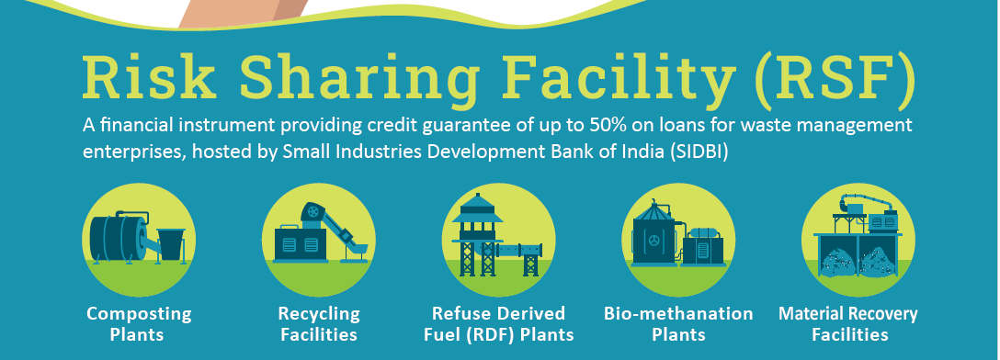 Risk Sharing Facility (RSF)
A financial instrument providing credit guarantee of up to 50% on loans for waste management
enterprises, hosted by Small Industries Development Bank of India (SIDBI)
Composting
Plants
Recycling
Facilities
Refuse Derived
Fuel (RDF) Plants
Bio-methanation
Plants
Material Recovery
Facilities